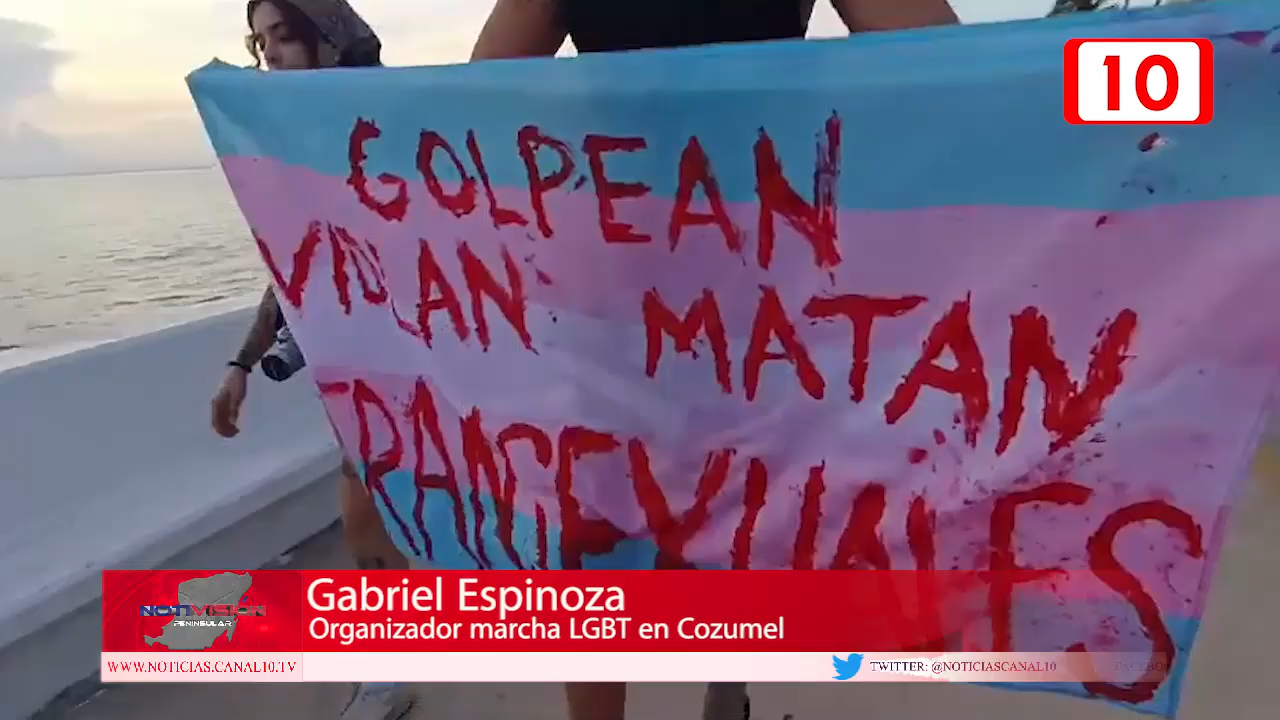 10
GOLPEAN
VIOLAN MATAN
TRANSEXUALES
NOTIVISION
PENINSULAR
Gabriel Espinoza
Organizador marcha LGBT en Cozumel
WWW.NOTICIAS.CANAL10.TV
TWITTER: @NOTICIASCANAL10